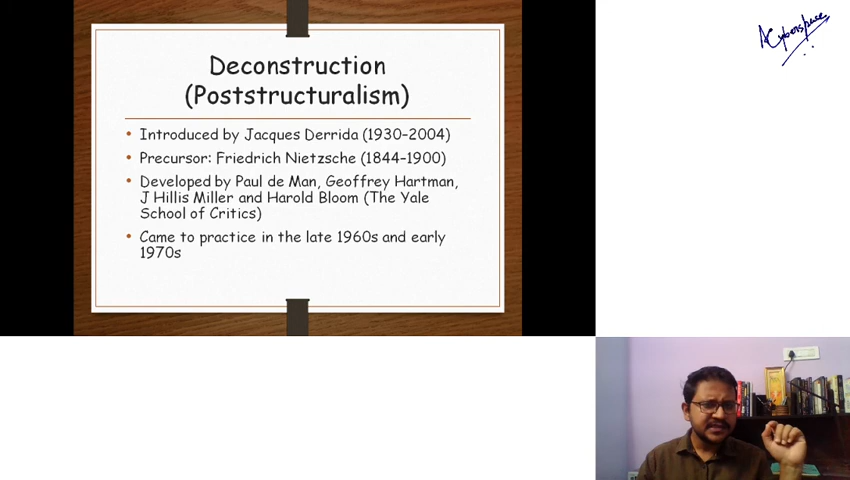 Deconstruction
(Poststructuralism)
• Introduced by Jacques Derrida (1930-2004)
• Precursor: Friedrich Nietzsche (1844-1900)
• Developed by Paul de Man, Geoffrey Hartman,
J Hillis Miller and Harold Bloom (The Yale
School of Critics)
• Came to practice in the late 1960s and early
1970s
Cyberspace